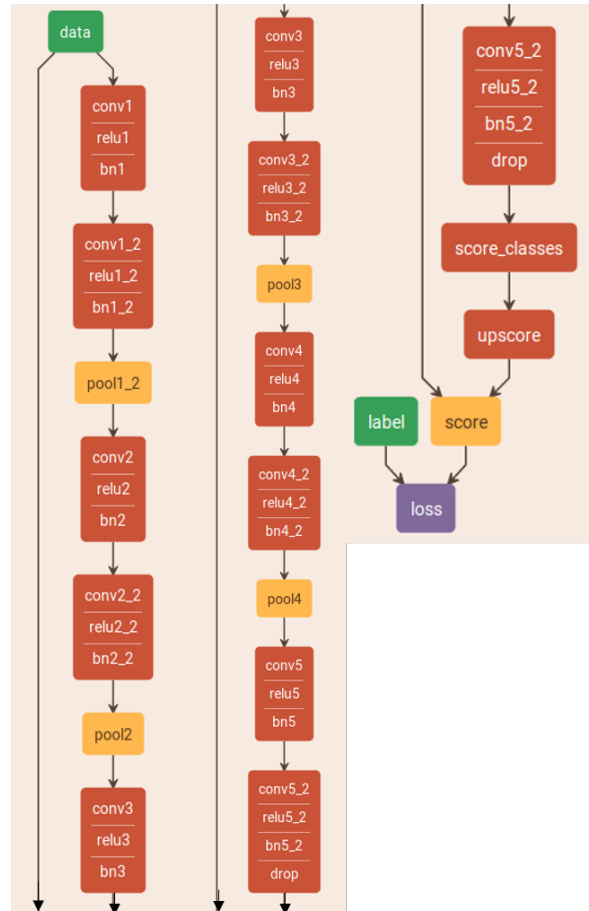 data
conv1
relu1
bn1
conv1_2
relu1_2
bn1_2
pool1_2
conv2
relu2
bn2
conv2_2
relu2_2
bn2_2
pool2
conv3
relu3
bn3
conv3
relu3
bn3
conv3_2
relu3_2
bn3_2
pool3
conv4
relu4
bn4
conv4_2
relu4_2
bn4_2
pool4
conv5
relu5
bn5
conv5_2
relu5_2
bn5_2
drop
conv5_2
relu5_2
bn5_2
drop
score_classes
upscore
label
score
loss